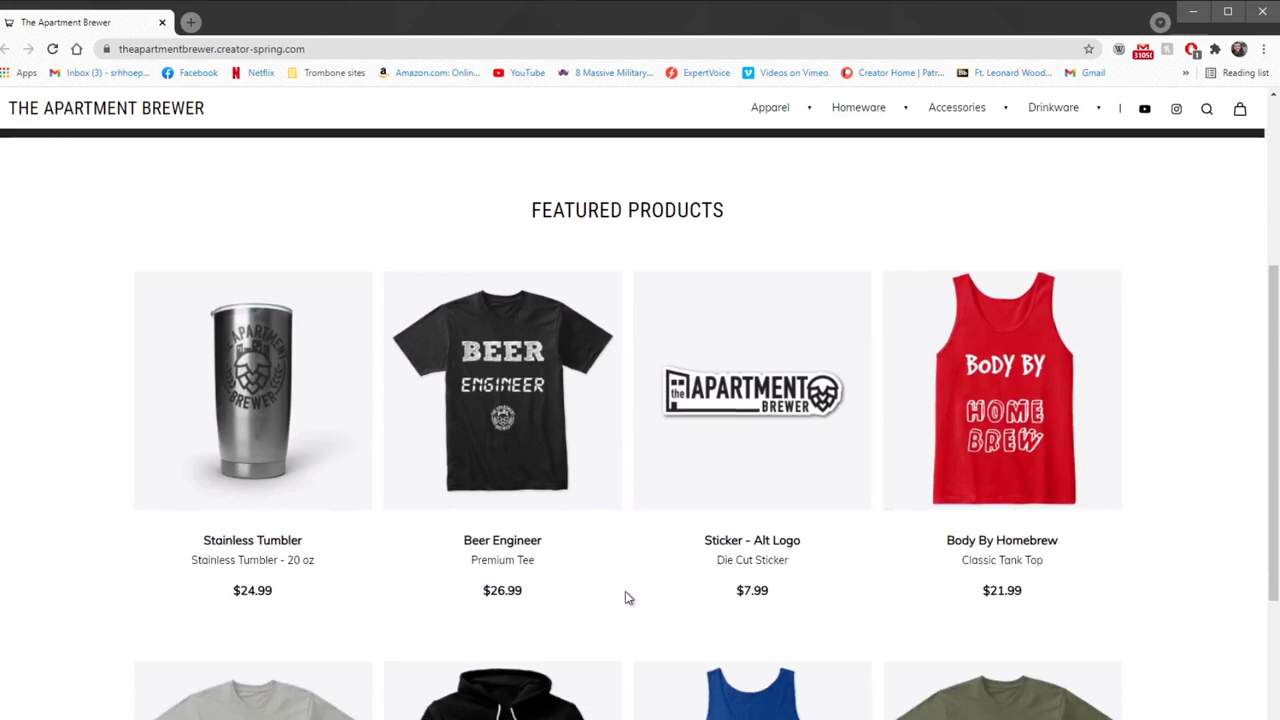 The Apartment Brewer
theapartmentbrewer.creator-spring.com
3105(
1
Apps
Inbox (3) - srhhoep...
Facebook
Netflix
Trombone sites
Amazon.com: Onlin...
YouTube
8 Massive Military...
ExpertVoice
Videos on Vimeo
Creator Home | Patr...
Ft. Leonard Wood...
Gmail
»
Reading list
THE APARTMENT BREWER
Apparel
Homeware
Accessories
Drinkware
FEATURED PRODUCTS
APARTMENT
BREWER
BEER
ENGINEER
the APARTMENT
BREWER
BODY BY
HOME
BREW
Stainless Tumbler
Stainless Tumbler - 20 oz
$24.99
Beer Engineer
Premium Tee
$26.99
Sticker - Alt Logo
Die Cut Sticker
$7.99
Body By Homebrew
Classic Tank Top
$21.99